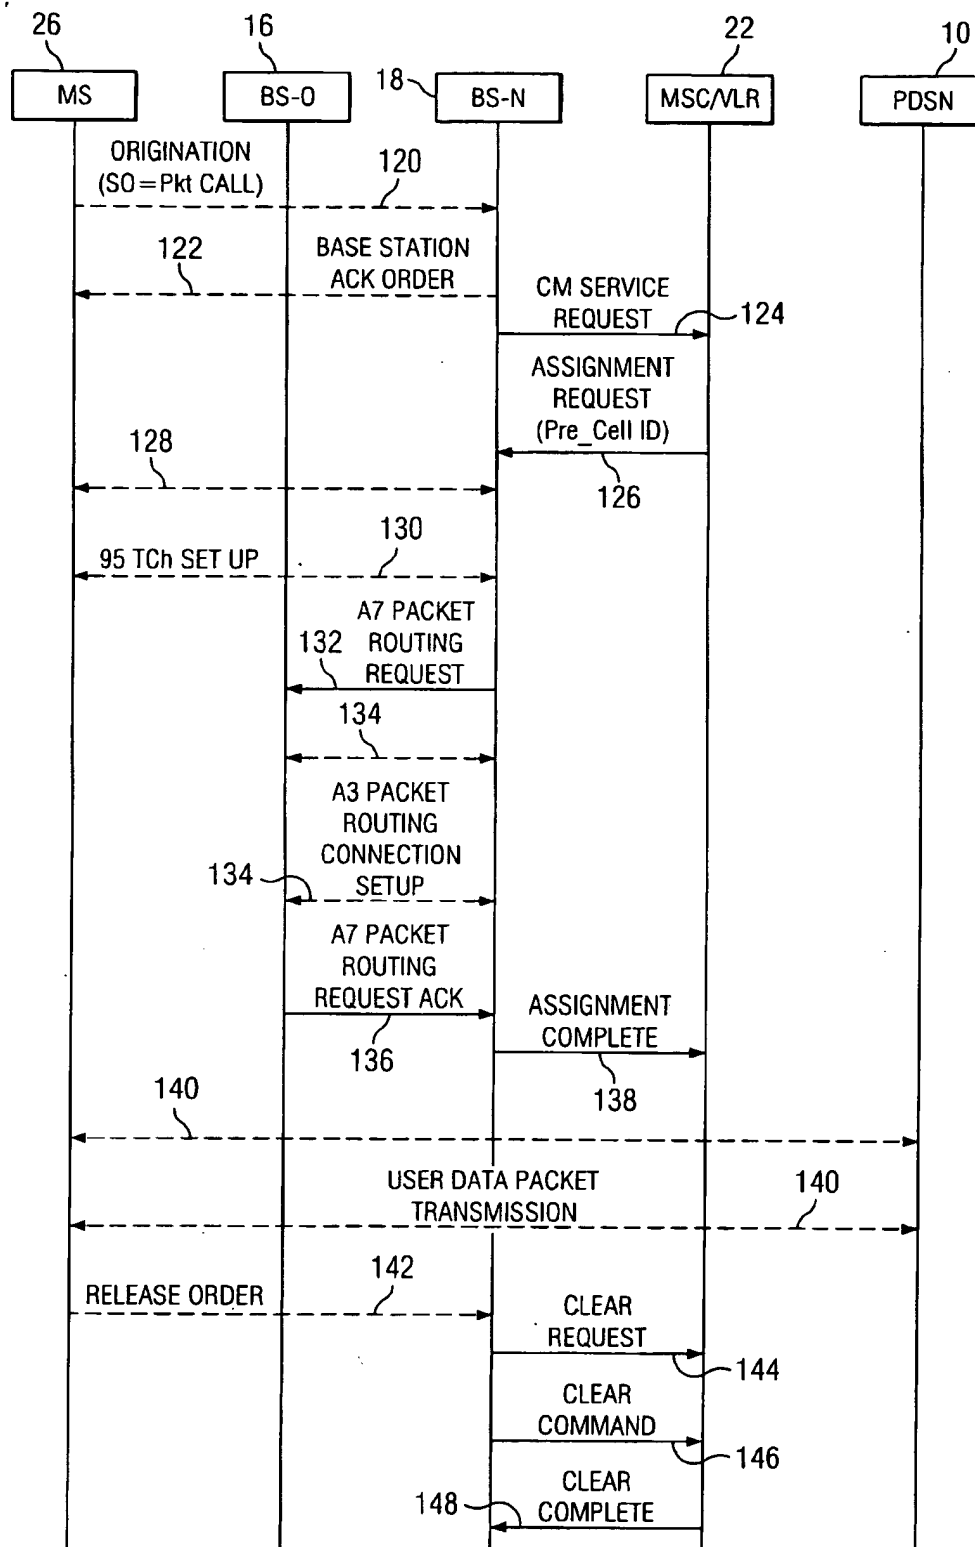 26
16
22
10
18
MS
BS-O
BS-N
MSC/VLR
PDSN
ORIGINATION
(SO=Pkt CALL)
120
122
BASE STATION
ACK ORDER
CM SERVICE
REQUEST
124
ASSIGNMENT
REQUEST
(Pre_Cell ID)
126
128
95 TCh SET UP
130
A7 PACKET
ROUTING
REQUEST
132
134
A3 PACKET
ROUTING
CONNECTION
SETUP
134
A7 PACKET
ROUTING
REQUEST ACK
136
ASSIGNMENT
COMPLETE
138
140
USER DATA PACKET
TRANSMISSION
140
RELEASE ORDER
142
CLEAR
REQUEST
144
CLEAR
COMMAND
146
CLEAR
COMPLETE
148